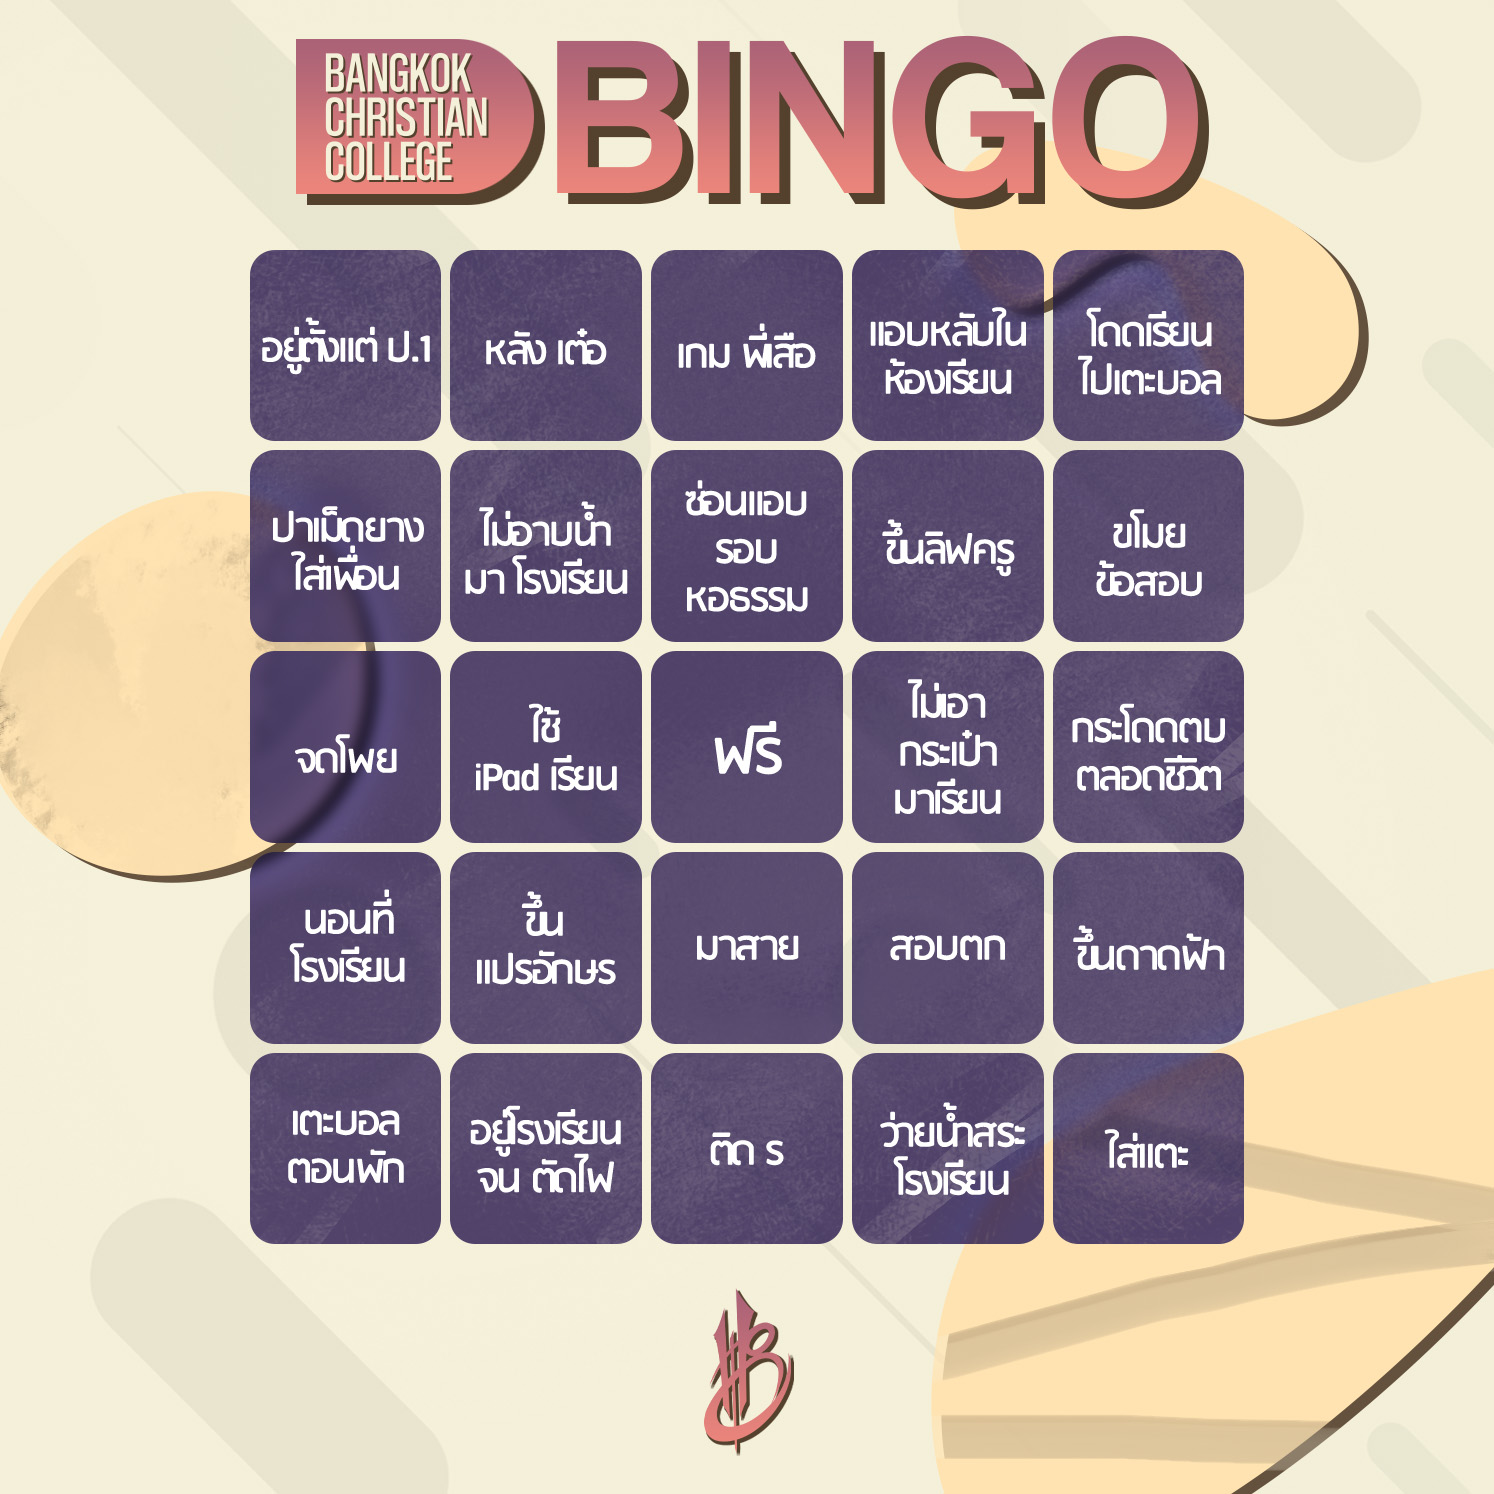 BANGKOK
CHRISTIAN
COLLEGE
BINGO
อยู่ตั้งแต่ ป.1
หลัง เต๋อ
เกม พี่เสือ
แอบหลับใน
ห้องเรียน
โดดเรียน
ไปเตะบอล
ปาเม็ดยาง
ใส่เพื่อน
ไม่อาบน้ำ
มา โรงเรียน
ซ่อนแอบ
รอบ
หอธรรม
ขึ้นลิฟครู
ขโมย
ข้อสอบ
จดโพย
ใช้
iPad เรียน
ฟรี
ไม่เอา
กระเป๋า
มาเรียน
กระโดดตบ
ตลอดชีวิต
นอนที่
โรงเรียน
ขึ้น
แปรอักษร
มาสาย
สอบตก
ขึ้นดาดฟ้า
เตะบอล
ตอนพัก
อยู่โรงเรียน
จน ตัดไฟ
ติด ร
ว่ายน้ำสระ
โรงเรียน
ใส่แตะ